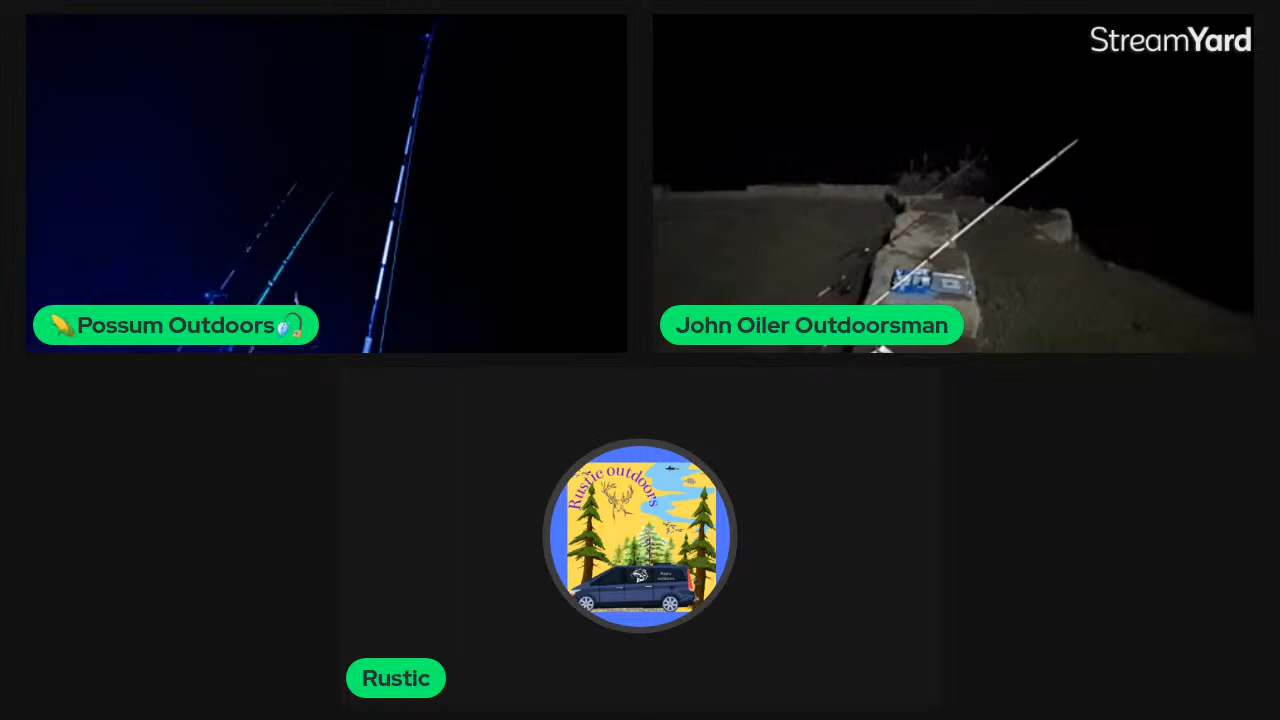 StreamYard
🌽Possum Outdoors🎣
John Oiler Outdoorsman
Rustic outdoors
Rustic